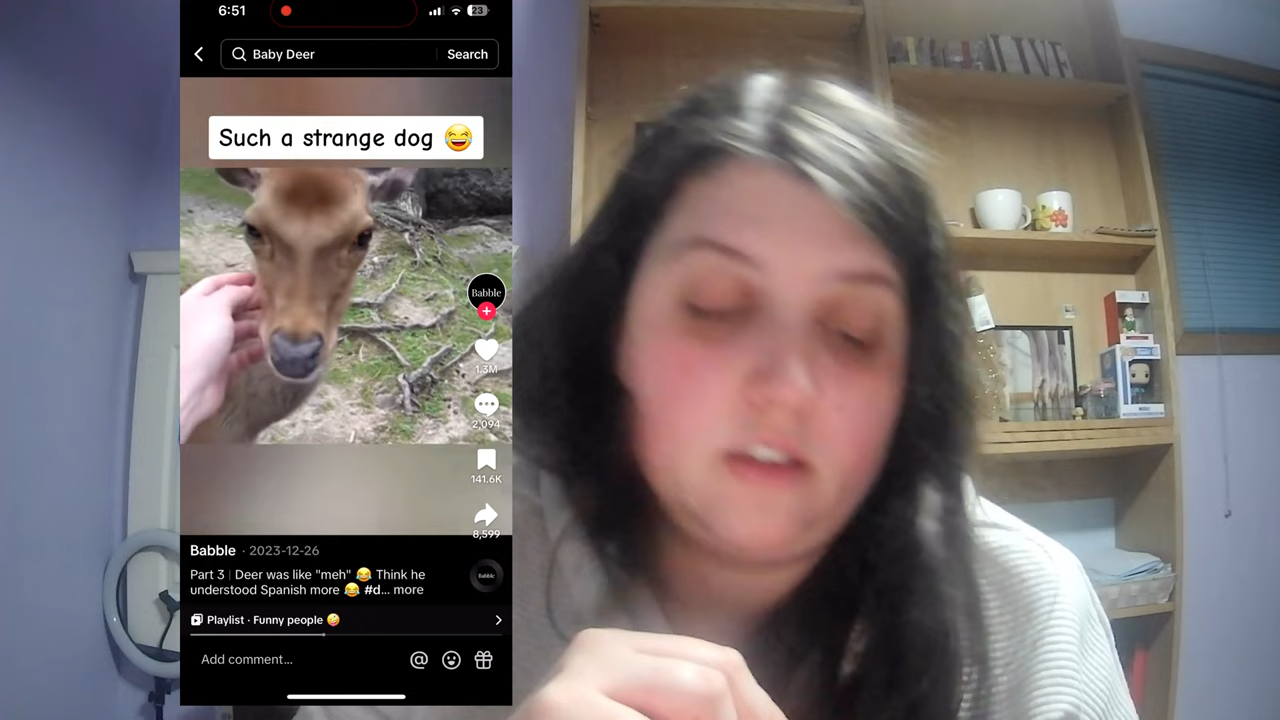 6:51
23
Baby Deer
Search
Such a strange dog 😂
Babble
1.3M
2,094
141.6K
8,599
Babble · 2023-12-26
Part 3 | Deer was like "meh" 😂 Think he
understood Spanish more 😂 #d... more
Babble
Playlist · Funny people 🤪
Add comment...
LIVE